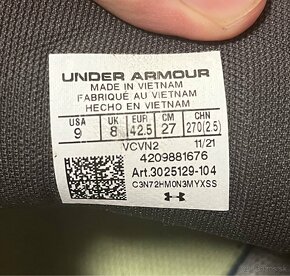 UNDER ARMOUR
MADE IN VIETNAM
FABRIQUÉ AU VIETNAM
HECHO EN VIETNAM
USA UK EUR CM CHN
9 8 42.5 27 270(2.5)
VCVN2 11/21
4209881676
Art.3025129-104
C3N72HM0N3MYXSS